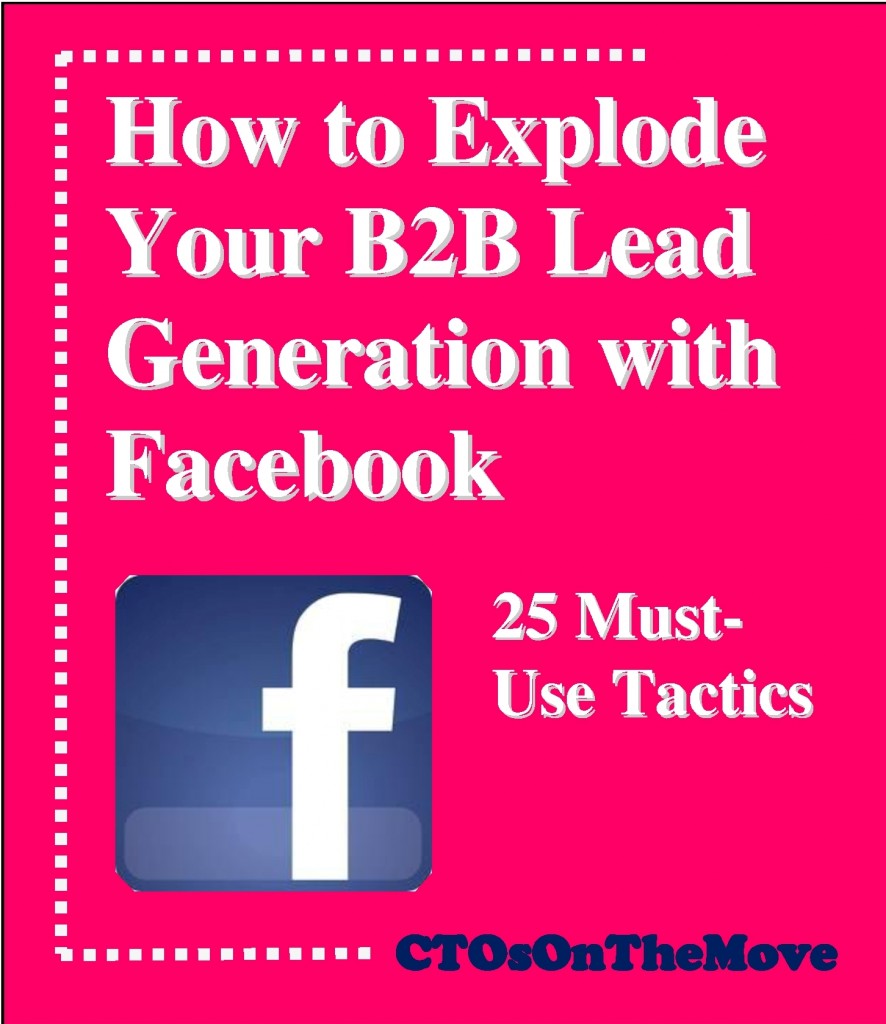 How to Explode
Your B2B Lead
Generation with
Facebook
f
25 Must-
Use Tactics
CTOsOnTheMove